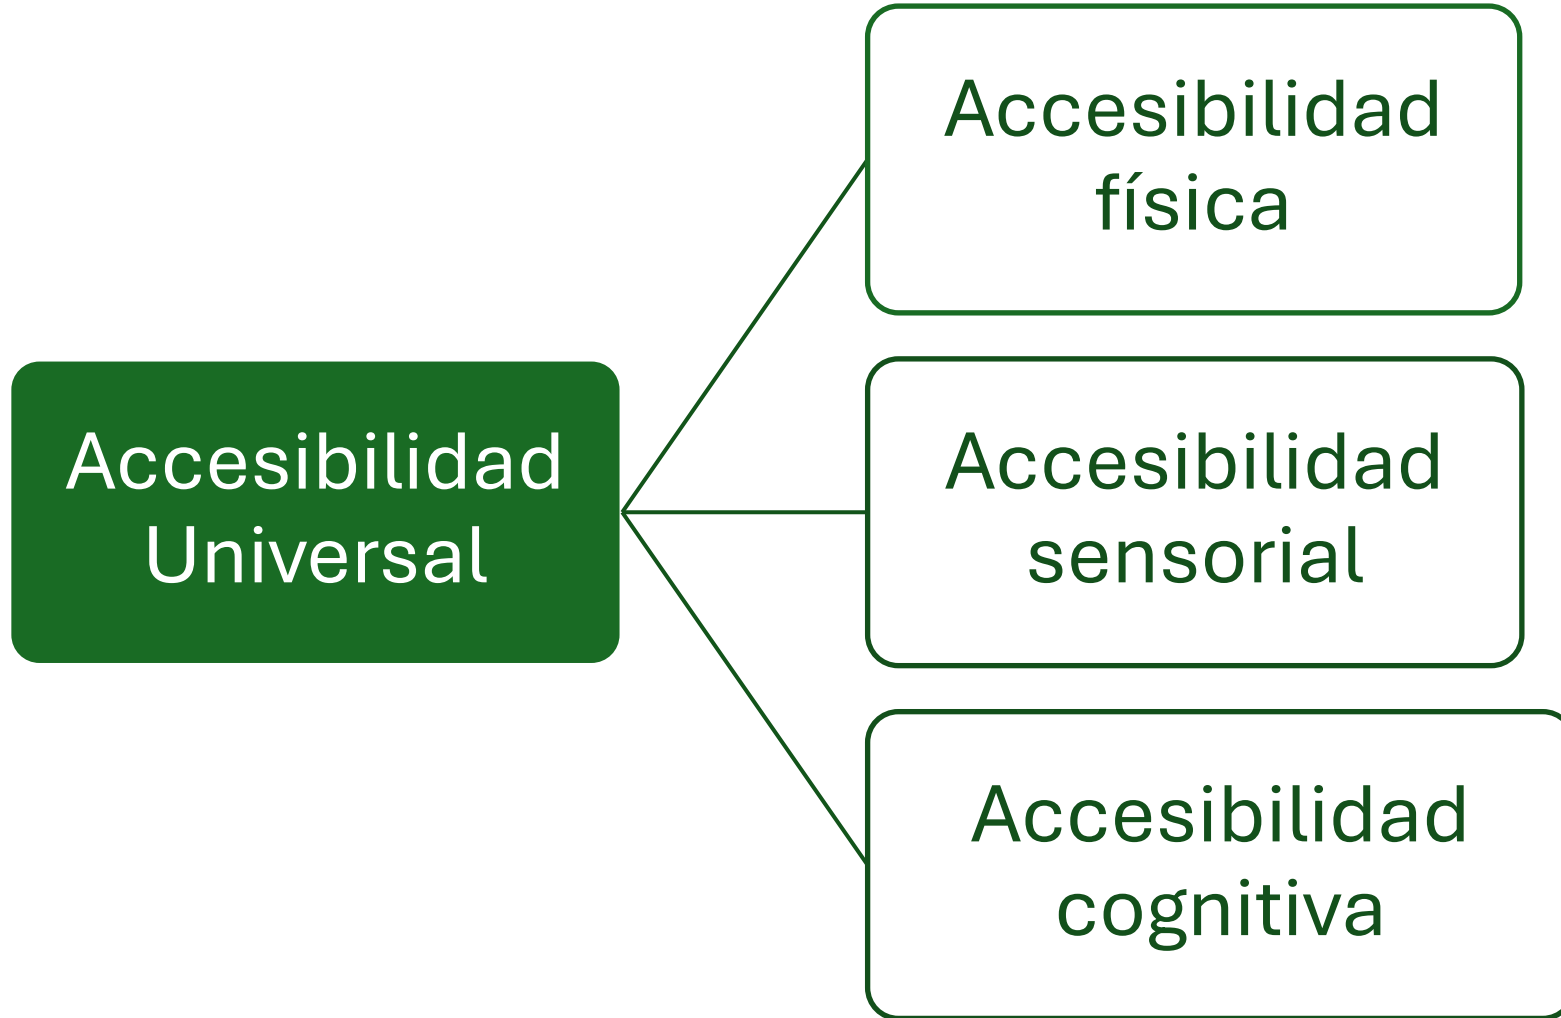 Accesibilidad
Universal
Accesibilidad
física
Accesibilidad
sensorial
Accesibilidad
cognitiva